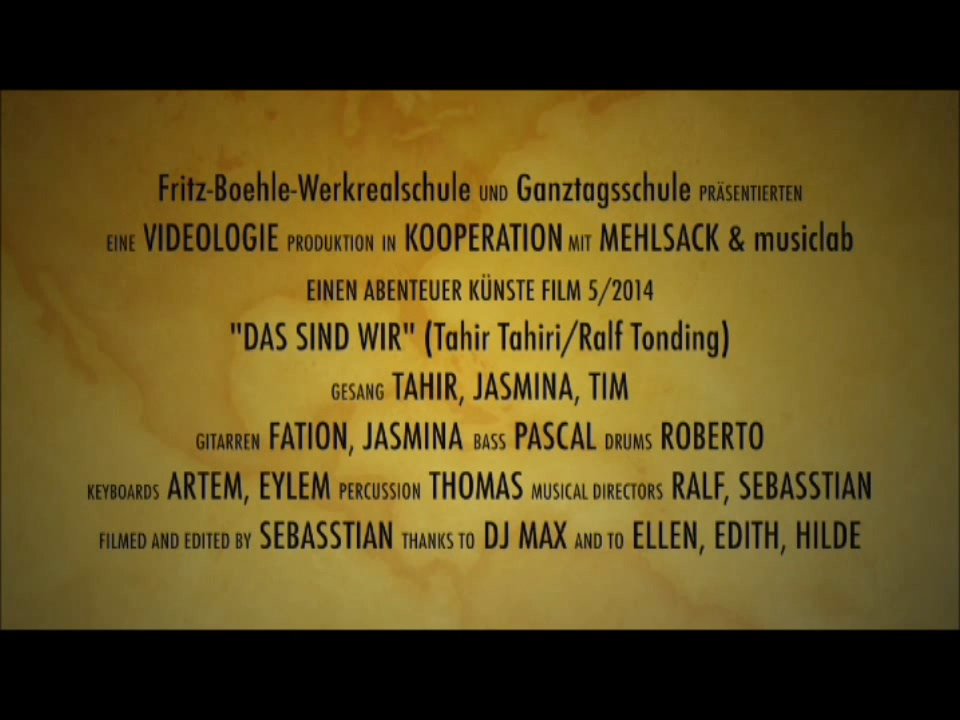 Fritz-Boehle-Werkrealschule UND Ganztagsschule PRÄSENTIERTEN
EINE VIDEOLOGIE PRODUKTION IN KOOPERATION MIT MEHLSACK & musiclab
EINEN ABENTEUER KÜNSTE FILM 5/2014
"DAS SIND WIR" (Tahir Tahiri/Ralf Tonding)
GESANG TAHIR, JASMINA, TIM
GITARREN FATION, JASMINA BASS PASCAL DRUMS ROBERTO
KEYBOARDS ARTEM, EYLEM PERCUSSION THOMAS MUSICAL DIRECTORS RALF, SEBASSTIAN
FILMED AND EDITED BY SEBASSTIAN THANKS TO DJ MAX AND TO ELLEN, EDITH, HILDE